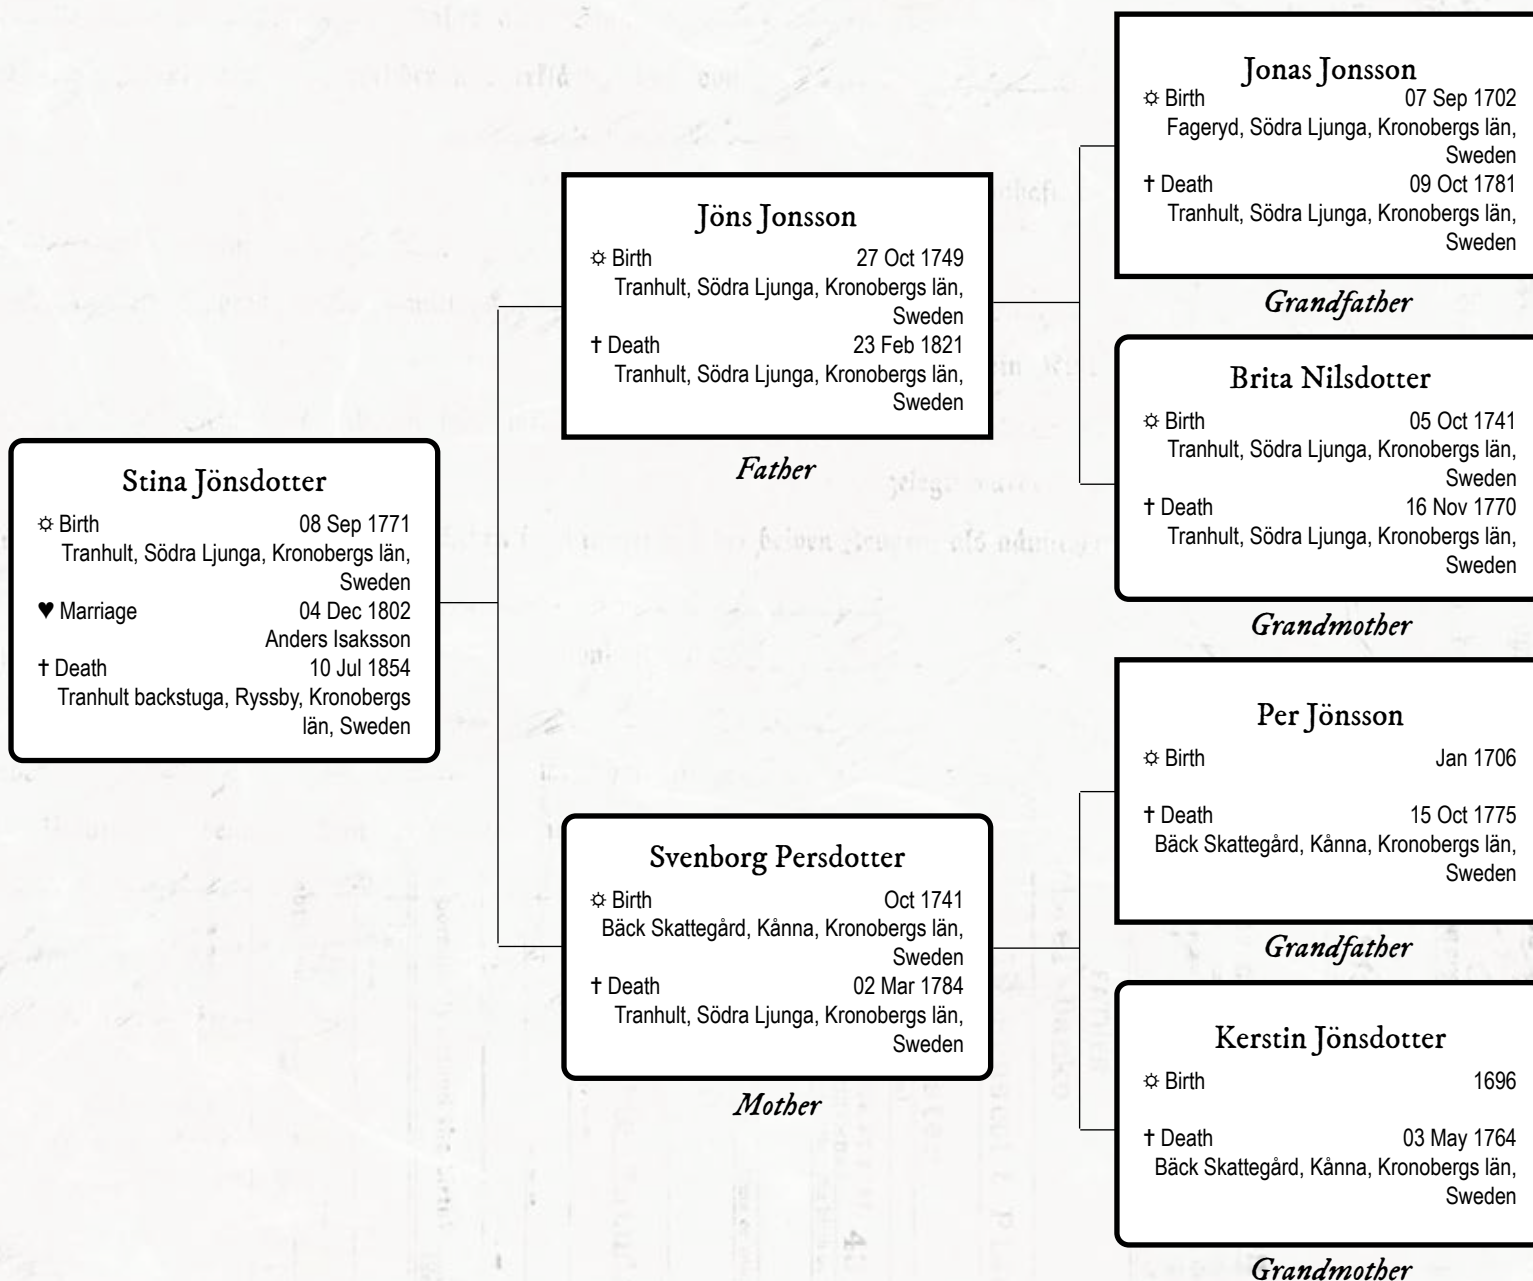 Stina Jönsdotter
☼ Birth 08 Sep 1771
Tranhult, Södra Ljunga, Kronobergs län,
Sweden
♥ Marriage 04 Dec 1802
Anders Isaksson
† Death 10 Jul 1854
Tranhult backstuga, Ryssby, Kronobergs
län, Sweden
Jöns Jonsson
☼ Birth 27 Oct 1749
Tranhult, Södra Ljunga, Kronobergs län,
Sweden
† Death 23 Feb 1821
Tranhult, Södra Ljunga, Kronobergs län,
Sweden
Father
Svenborg Persdotter
☼ Birth Oct 1741
Bäck Skattegård, Kånna, Kronobergs län,
Sweden
† Death 02 Mar 1784
Tranhult, Södra Ljunga, Kronobergs län,
Sweden
Mother
Jonas Jonsson
☼ Birth 07 Sep 1702
Fageryd, Södra Ljunga, Kronobergs län,
Sweden
† Death 09 Oct 1781
Tranhult, Södra Ljunga, Kronobergs län,
Sweden
Grandfather
Brita Nilsdotter
☼ Birth 05 Oct 1741
Tranhult, Södra Ljunga, Kronobergs län,
Sweden
† Death 16 Nov 1770
Tranhult, Södra Ljunga, Kronobergs län,
Sweden
Grandmother
Per Jönsson
☼ Birth Jan 1706
† Death 15 Oct 1775
Bäck Skattegård, Kånna, Kronobergs län,
Sweden
Grandfather
Kerstin Jönsdotter
☼ Birth 1696
† Death 03 May 1764
Bäck Skattegård, Kånna, Kronobergs län,
Sweden
Grandmother